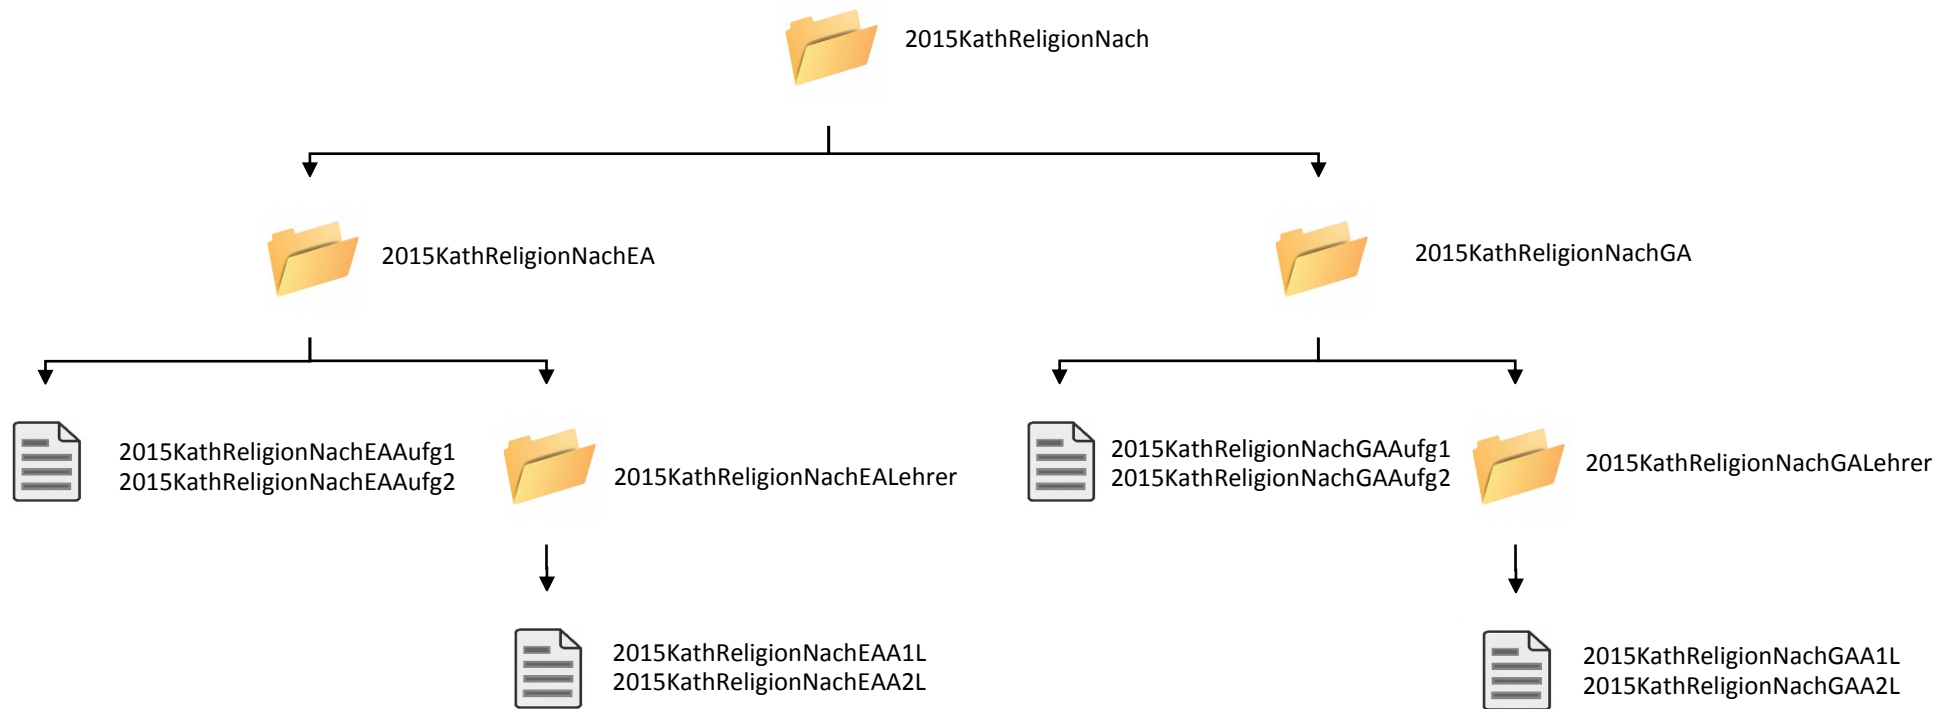 2015KathReligionNach
2015KathReligionNachEA
2015KathReligionNachGA
2015KathReligionNachEAAufg1
2015KathReligionNachEAAufg2
2015KathReligionNachEALehrer
2015KathReligionNachGAAufg1
2015KathReligionNachGAAufg2
2015KathReligionNachGALehrer
2015KathReligionNachEAA1L
2015KathReligionNachEAA2L
2015KathReligionNachGAA1L
2015KathReligionNachGAA2L